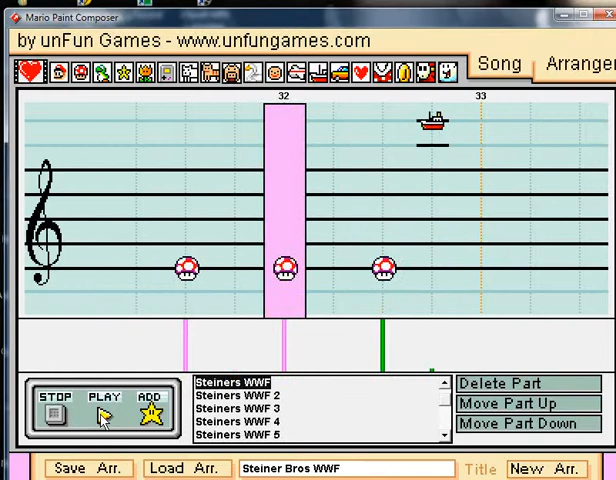 Mario Paint Composer
by unFun Games - www.unfungames.com
Song
Arranger
32
33
STOP
PLAY
ADD
Steiners WWF
Steiners WWF 2
Steiners WWF 3
Steiners WWF 4
Steiners WWF 5
Delete Part
Move Part Up
Move Part Down
Save Arr.
Load Arr.
Steiner Bros WWF
Title
New Arr.